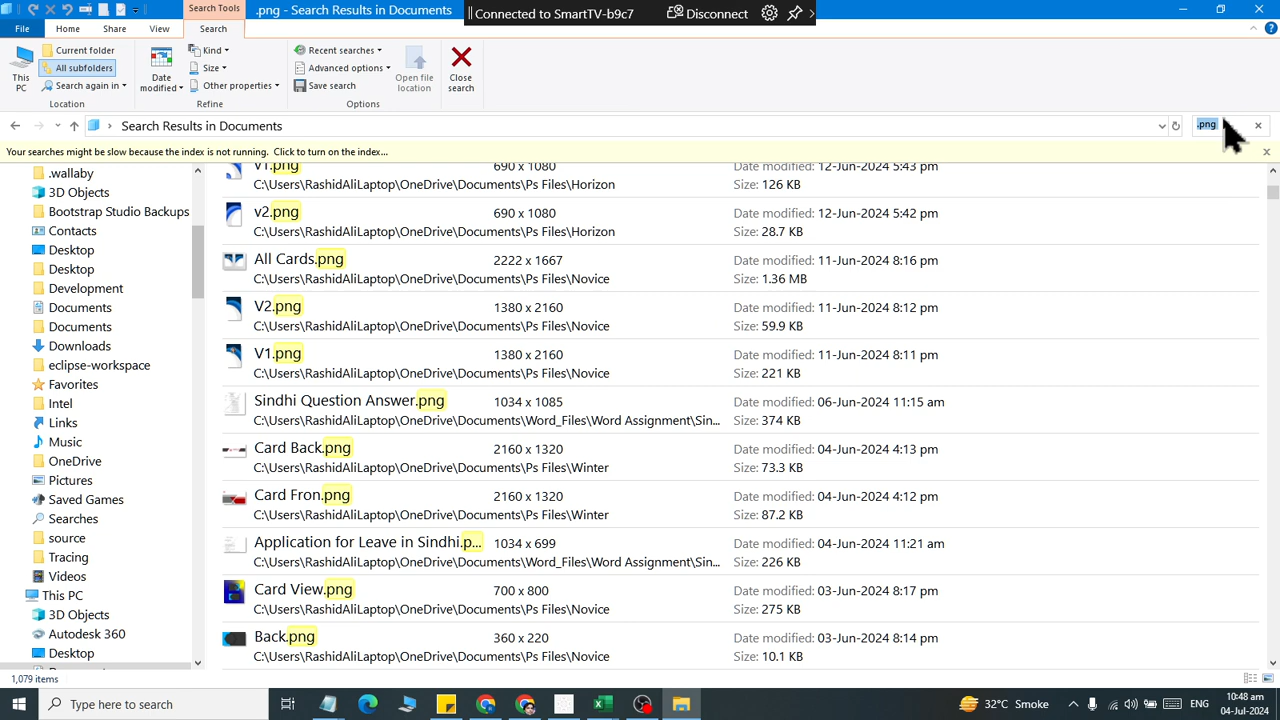 Search Tools
.png - Search Results in Documents
Connected to SmartTV-b9c7
Disconnect
File
Home
Share
View
Search
This PC
Current folder
All subfolders
Search again in
Location
Date modified
Kind
Size
Other properties
Refine
Recent searches
Advanced options
Save search
Options
Open file location
Close search
Search Results in Documents
.png
Your searches might be slow because the index is not running. Click to turn on the index...
.wallaby
3D Objects
Bootstrap Studio Backups
Contacts
Desktop
Desktop
Development
Documents
Documents
Downloads
eclipse-workspace
Favorites
Intel
Links
Music
OneDrive
Pictures
Saved Games
Searches
source
Tracing
Videos
This PC
3D Objects
Autodesk 360
Desktop
V1.png 690 x 1080 Date modified: 12-Jun-2024 5:43 pm
C:\Users\RashidAliLaptop\OneDrive\Documents\Ps Files\Horizon Size: 126 KB
v2.png 690 x 1080 Date modified: 12-Jun-2024 5:42 pm
C:\Users\RashidAliLaptop\OneDrive\Documents\Ps Files\Horizon Size: 28.7 KB
All Cards.png 2222 x 1667 Date modified: 11-Jun-2024 8:16 pm
C:\Users\RashidAliLaptop\OneDrive\Documents\Ps Files\Novice Size: 1.36 MB
V2.png 1380 x 2160 Date modified: 11-Jun-2024 8:12 pm
C:\Users\RashidAliLaptop\OneDrive\Documents\Ps Files\Novice Size: 59.9 KB
V1.png 1380 x 2160 Date modified: 11-Jun-2024 8:11 pm
C:\Users\RashidAliLaptop\OneDrive\Documents\Ps Files\Novice Size: 221 KB
Sindhi Question Answer.png 1034 x 1085 Date modified: 06-Jun-2024 11:15 am
C:\Users\RashidAliLaptop\OneDrive\Documents\Word_Files\Word Assignment\Sin... Size: 374 KB
Card Back.png 2160 x 1320 Date modified: 04-Jun-2024 4:13 pm
C:\Users\RashidAliLaptop\OneDrive\Documents\Ps Files\Winter Size: 73.3 KB
Card Fron.png 2160 x 1320 Date modified: 04-Jun-2024 4:12 pm
C:\Users\RashidAliLaptop\OneDrive\Documents\Ps Files\Winter Size: 87.2 KB
Application for Leave in Sindhi.p... 1034 x 699 Date modified: 04-Jun-2024 11:21 am
C:\Users\RashidAliLaptop\OneDrive\Documents\Word_Files\Word Assignment\Sin... Size: 226 KB
Card View.png 700 x 800 Date modified: 03-Jun-2024 8:17 pm
C:\Users\RashidAliLaptop\OneDrive\Documents\Ps Files\Novice Size: 275 KB
Back.png 360 x 220 Date modified: 03-Jun-2024 8:14 pm
C:\Users\RashidAliLaptop\OneDrive\Documents\Ps Files\Novice Size: 10.1 KB
1,079 items
Type here to search
32°C Smoke
ENG
10:48 am
04-Jul-2024